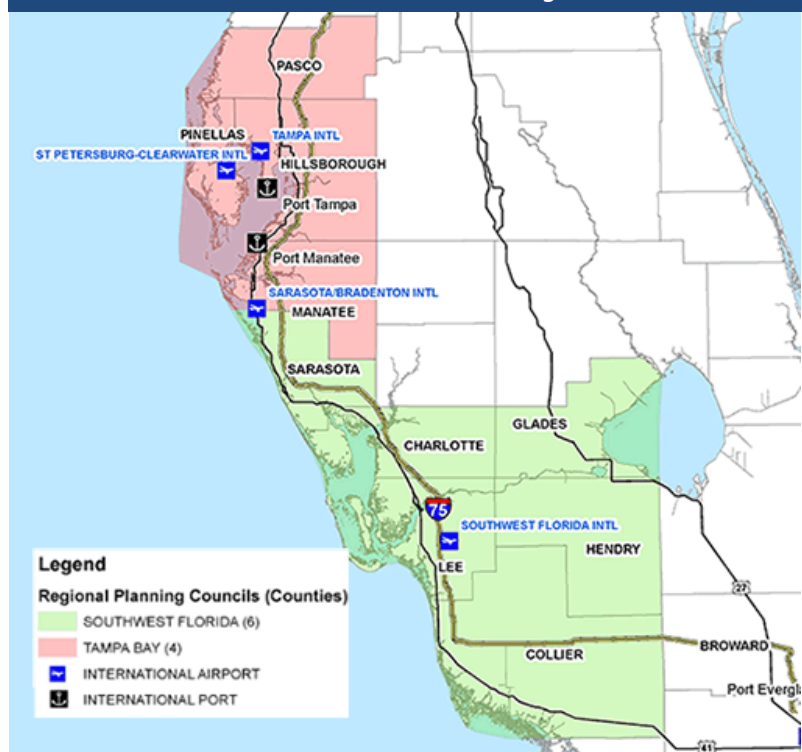 PASCO
PINELLAS
TAMPA INTL
ST PETERSBURG-CLEARWATER INTL
HILLSBOROUGH
Port Tampa
Port Manatee
SARASOTA/BRADENTON INTL
MANATEE
SARASOTA
GLADES
CHARLOTTE
75
SOUTHWEST FLORIDA INTL
HENDRY
LEE
27
COLLIER
BROWARD
Port Evergla
41
Legend
Regional Planning Councils (Counties)
SOUTHWEST FLORIDA (6)
TAMPA BAY (4)
INTERNATIONAL AIRPORT
INTERNATIONAL PORT